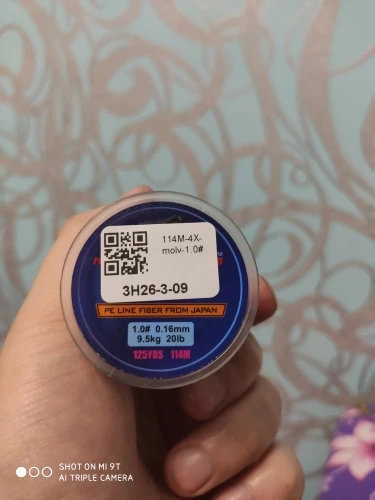 114M-4X-
molv-1.0#
3H26-3-09
PE LINE FIBER FROM JAPAN
1.0# 0.16mm
9.5kg 20lb
125YDS 114M
SHOT ON MI 9T
AI TRIPLE CAMERA